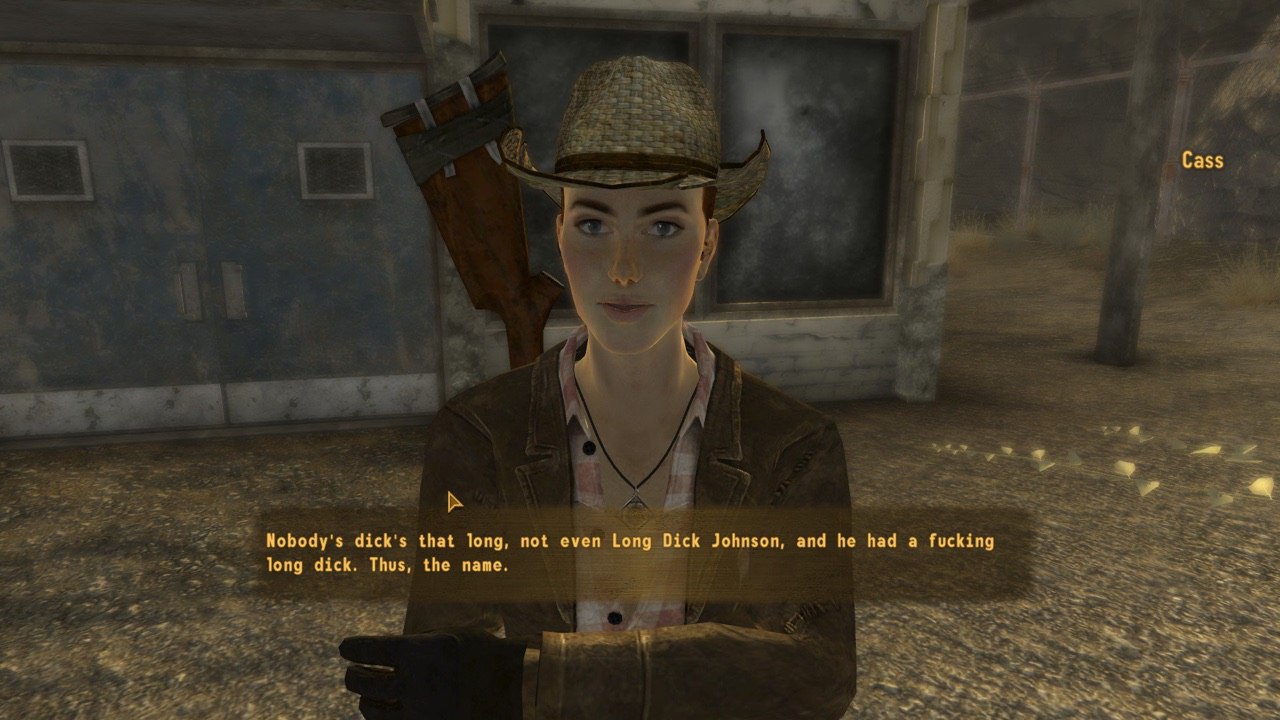 Cass
Nobody's dick's that long, not even Long Dick Johnson, and he had a fucking
long dick. Thus, the name.